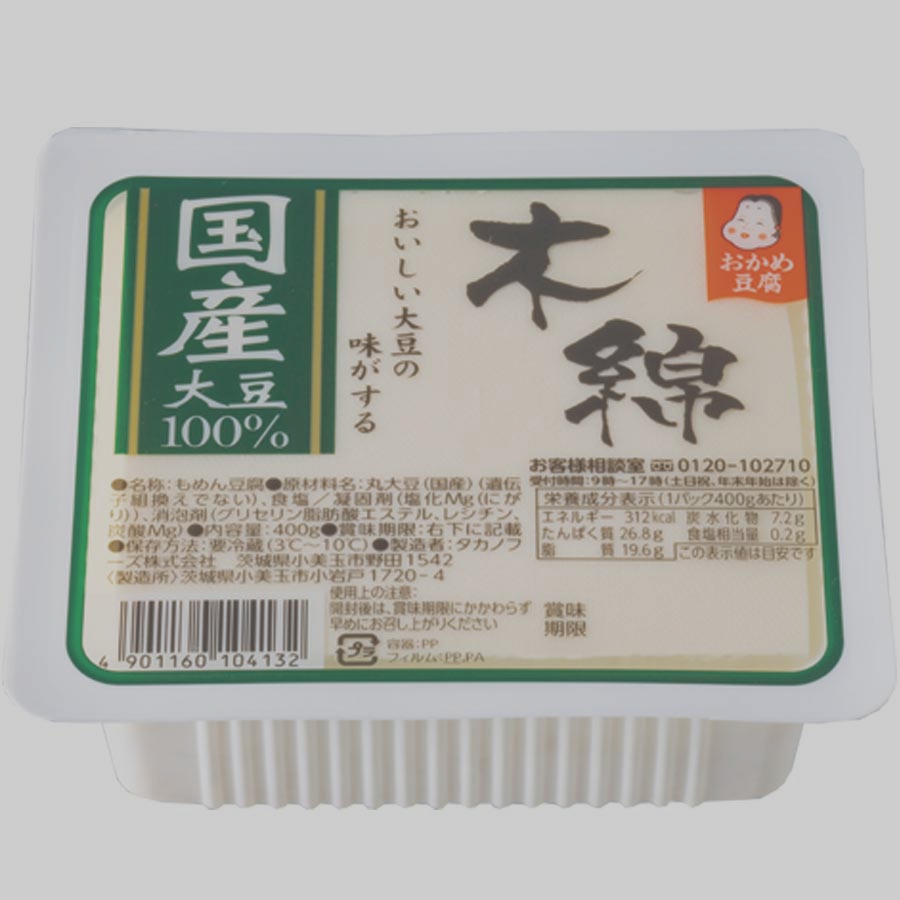 国産
大豆
100%
おいしい大豆の
味がする
木綿
おかめ
豆腐
お客様相談室 0120-102710
受付時間:9時〜17時(土日祝、年末年始は除く)
栄養成分表示(1パック400gあたり)
エネルギー 312kcal 炭水化物 7.2g
たんぱく質 26.8g 食塩相当量 0.2g
脂質 19.6g この表示値は目安です
●名称:もめん豆腐●原材料名:丸大豆(国産)(遺伝
子組換えでない)、食塩/凝固剤(塩化Mg(にが
り))、消泡剤(グリセリン脂肪酸エステル、レシチン、
炭酸Mg)●内容量:400g●賞味期限:右下に記載
●保存方法:要冷蔵(3℃〜10℃)●製造者:タカノフ
ーズ株式会社 茨城県小美玉市野田1542
〈製造所〉茨城県小美玉市小岩戸1720-4
使用上の注意:
開封後は、賞味期限にかかわらず
早めにお召し上がりください
プラ
容器:PP
フィルム:PP,PA
賞味
期限
4 901160 104132